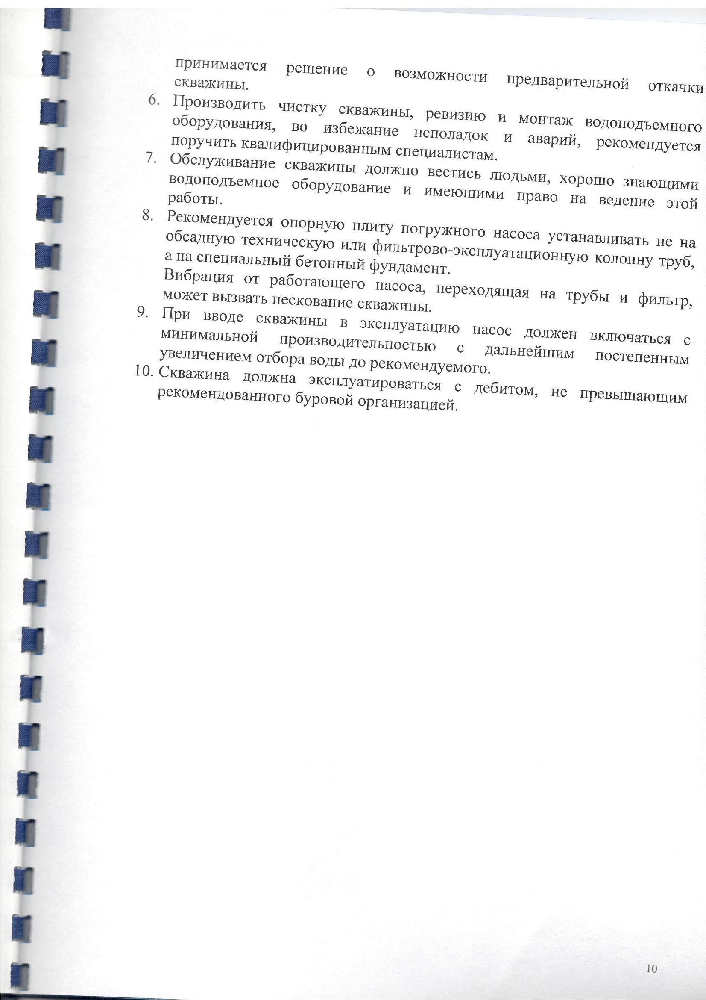 принимается решение о возможности предварительной откачки
скважины.
6. Производить чистку скважины, ревизию и монтаж водоподъемного
оборудования, во избежание неполадок и аварий, рекомендуется
поручить квалифицированным специалистам.
7. Обслуживание скважины должно вестись людьми, хорошо знающими
водоподъемное оборудование и имеющими право на ведение этой
работы.
8. Рекомендуется опорную плиту погружного насоса устанавливать не на
обсадную техническую или фильтрово-эксплуатационную колонну труб,
а на специальный бетонный фундамент.
Вибрация от работающего насоса, переходящая на трубы и фильтр,
может вызвать пескование скважины.
9. При вводе скважины в эксплуатацию насос должен включаться с
минимальной производительностью с дальнейшим постепенным
увеличением отбора воды до рекомендуемого.
10. Скважина должна эксплуатироваться с дебитом, не превышающим
рекомендованного буровой организацией.
10